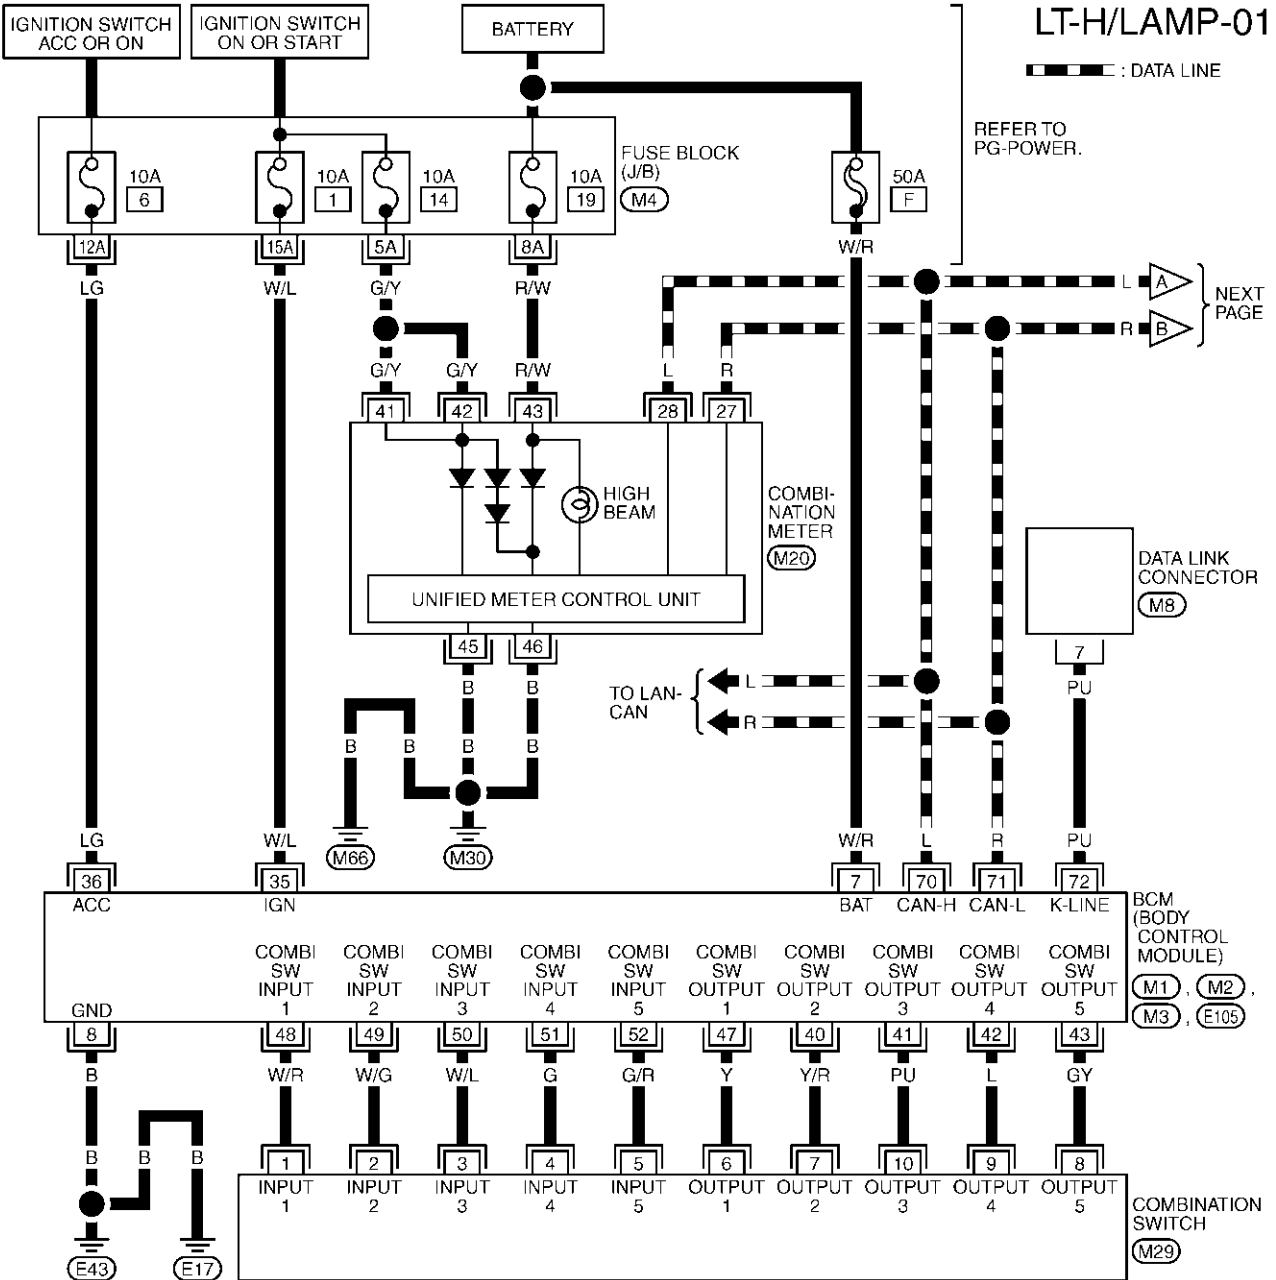 LT-H/LAMP-01
IGNITION SWITCH
ACC OR ON
IGNITION SWITCH
ON OR START
BATTERY
: DATA LINE
REFER TO
PG-POWER.
10A
6
10A
1
10A
14
10A
19
FUSE BLOCK
(J/B)
M4
50A
F
12A
15A
5A
8A
W/R
LG
W/L
G/Y
R/W
L
A
R
B
NEXT
PAGE
G/Y
G/Y
R/W
L
R
41
42
43
28
27
HIGH
BEAM
COMBI-
NATION
METER
M20
UNIFIED METER CONTROL UNIT
DATA LINK
CONNECTOR
M8
45
46
7
B
B
TO LAN-
CAN
L
R
PU
B
B
B
B
M66
M30
LG
W/L
W/R
L
R
PU
36
35
7
70
71
72
ACC
IGN
BAT
CAN-H
CAN-L
K-LINE
BCM
(BODY
CONTROL
MODULE)
M1 , M2 ,
M3 , E105
COMBI
SW
INPUT
1
COMBI
SW
INPUT
2
COMBI
SW
INPUT
3
COMBI
SW
INPUT
4
COMBI
SW
INPUT
5
COMBI
SW
OUTPUT
1
COMBI
SW
OUTPUT
2
COMBI
SW
OUTPUT
3
COMBI
SW
OUTPUT
4
COMBI
SW
OUTPUT
5
GND
8
48
49
50
51
52
47
40
41
42
43
B
W/R
W/G
W/L
G
G/R
Y
Y/R
PU
L
GY
B
B
B
1
2
3
4
5
6
7
10
9
8
INPUT
1
INPUT
2
INPUT
3
INPUT
4
INPUT
5
OUTPUT
1
OUTPUT
2
OUTPUT
3
OUTPUT
4
OUTPUT
5
COMBINATION
SWITCH
M29
E43
E17